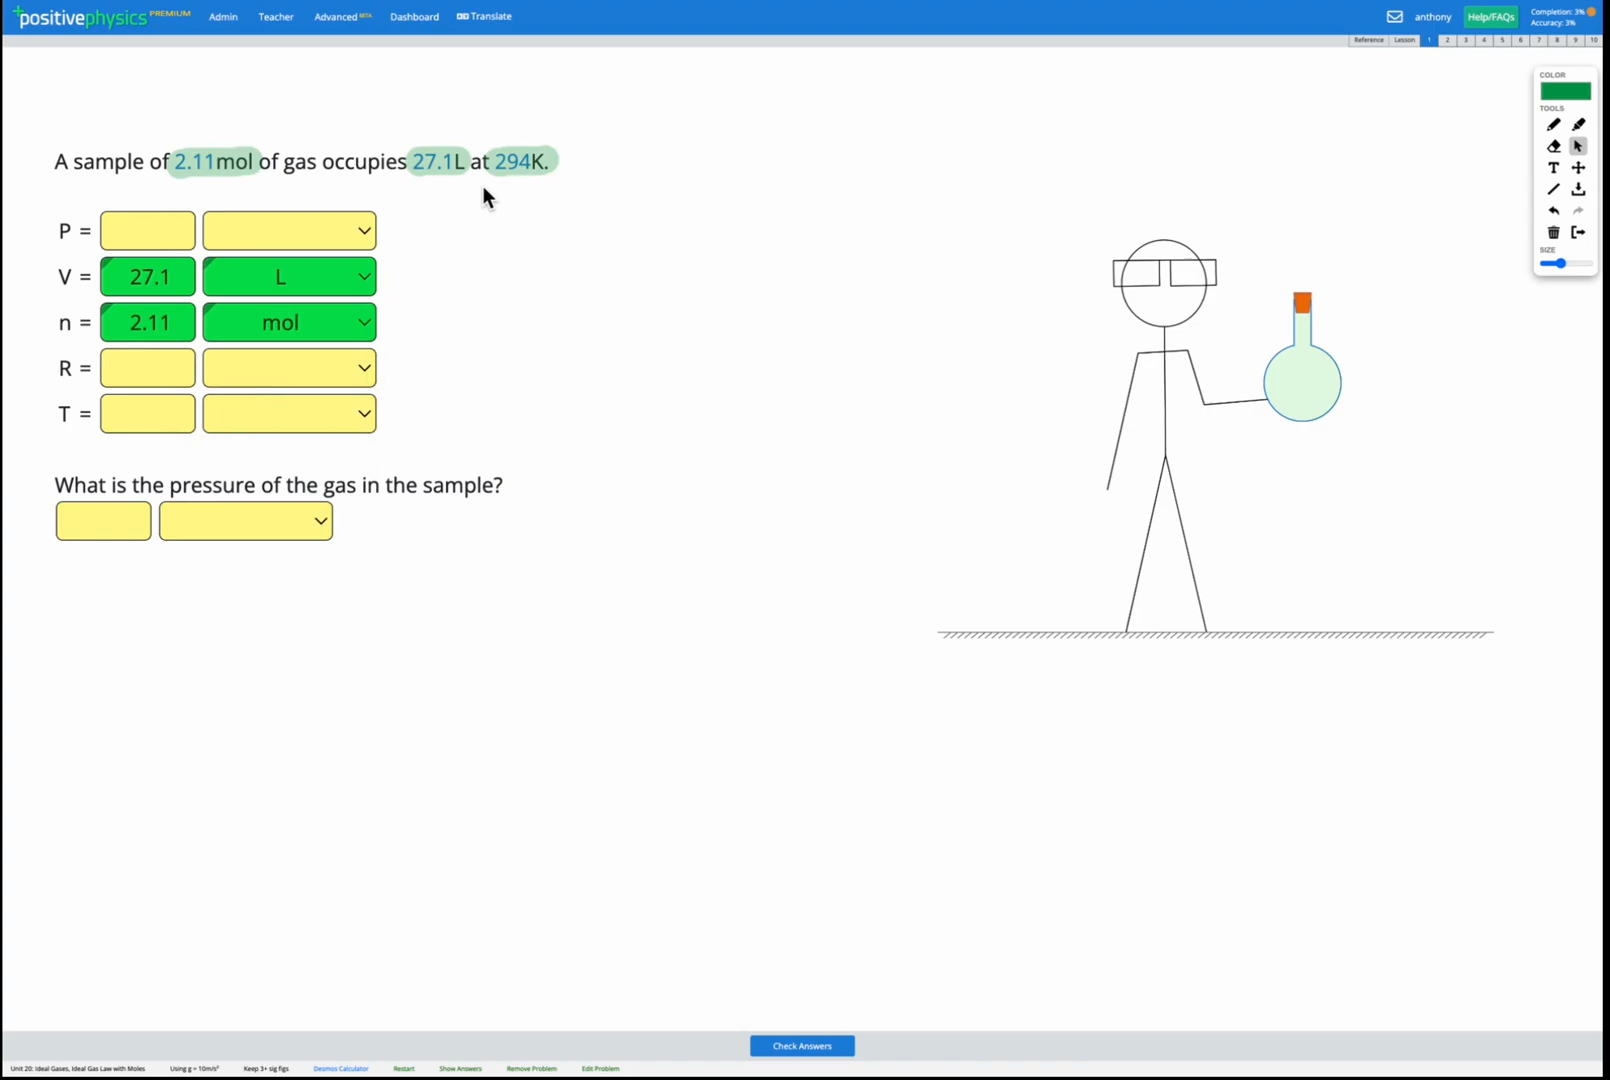 +positivephysics PREMIUM Admin Teacher Advanced BETA Dashboard Translate anthony Help/FAQs Completion: 3%
Accuracy: 3%
Reference Lesson 1 2 3 4 5 6 7 8 9 10
COLOR
TOOLS
T
SIZE
A sample of 2.11mol of gas occupies 27.1L at 294K.
P =
V = 27.1 L
n = 2.11 mol
R =
T =
What is the pressure of the gas in the sample?
Check Answers
Unit 20: Ideal Gases, Ideal Gas Law with Moles Using g = 10m/s² Keep 3+ sig figs Desmos Calculator Restart Show Answers Remove Problem Edit Problem